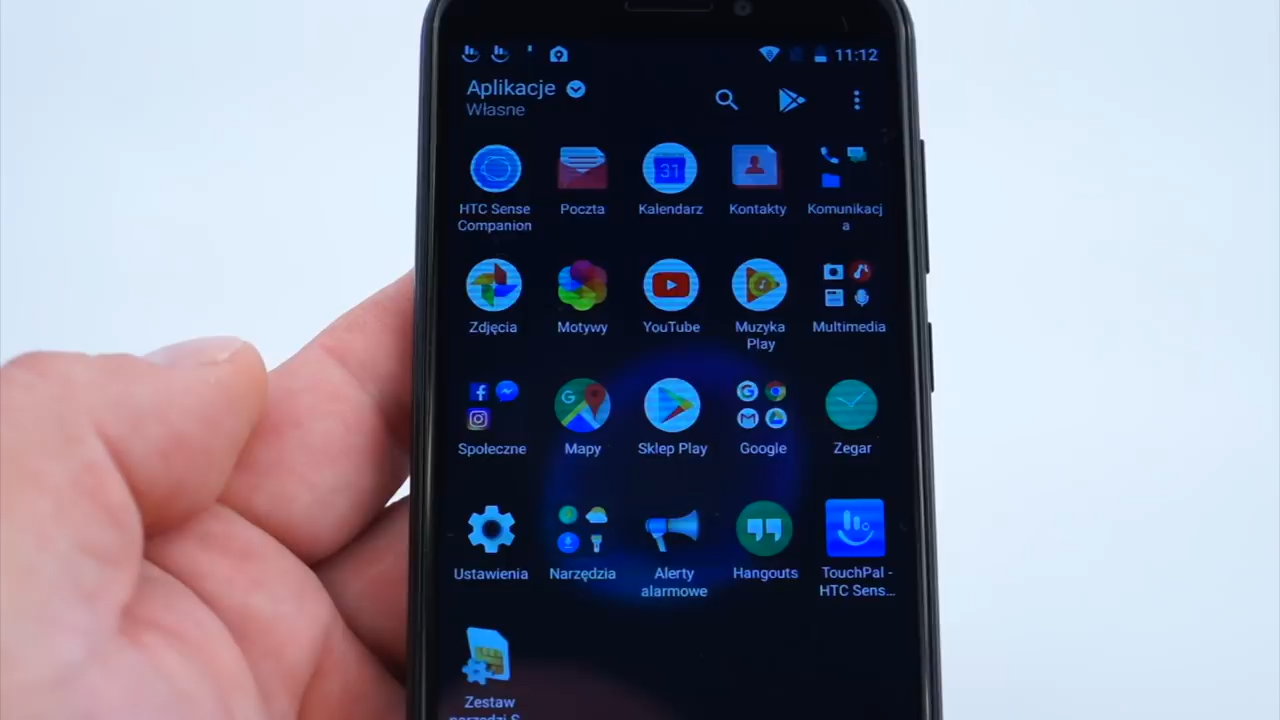 11:12
Aplikacje
Własne
31
HTC Sense
Companion
Poczta
Kalendarz
Kontakty
Komunikacj
a
Zdjęcia
Motywy
YouTube
Muzyka
Play
Multimedia
Społeczne
Mapy
Sklep Play
Google
Zegar
Ustawienia
Narzędzia
Alerty
alarmowe
Hangouts
TouchPal -
HTC Sens...
Zestaw
narzędzi S